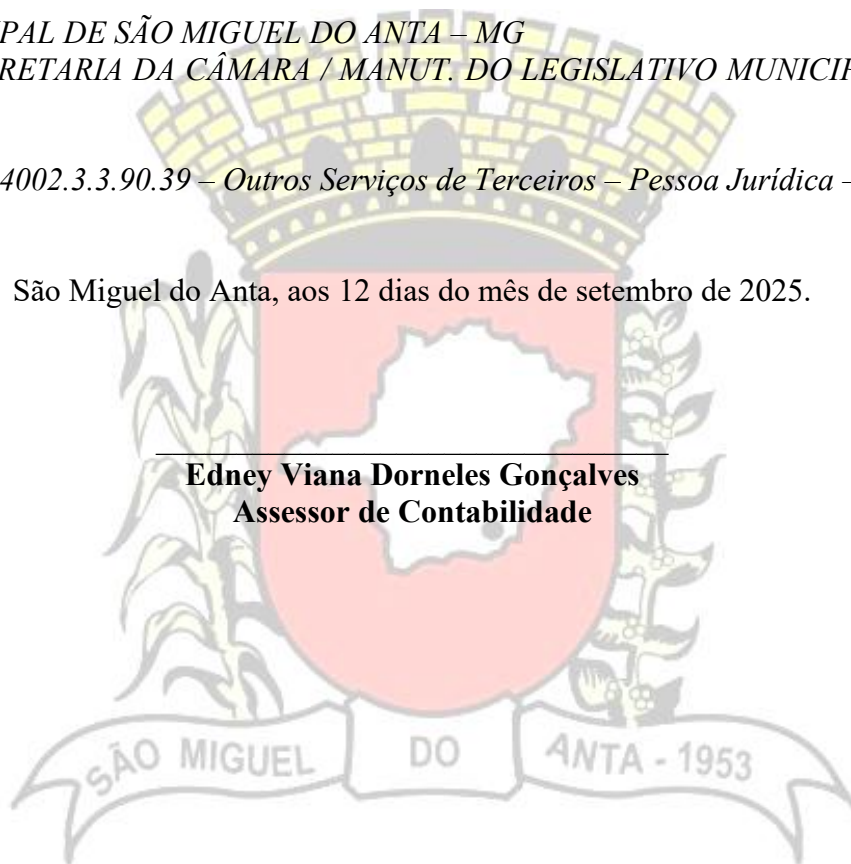 PAL DE SÃO MIGUEL DO ANTA – MG
RETARIA DA CÂMARA / MANUT. DO LEGISLATIVO MUNICIP
4002.3.3.90.39 – Outros Serviços de Terceiros – Pessoa Jurídica –
São Miguel do Anta, aos 12 dias do mês de setembro de 2025.
Edney Viana Dorneles Gonçalves
Assessor de Contabilidade
SÃO MIGUEL DO ANTA - 1953